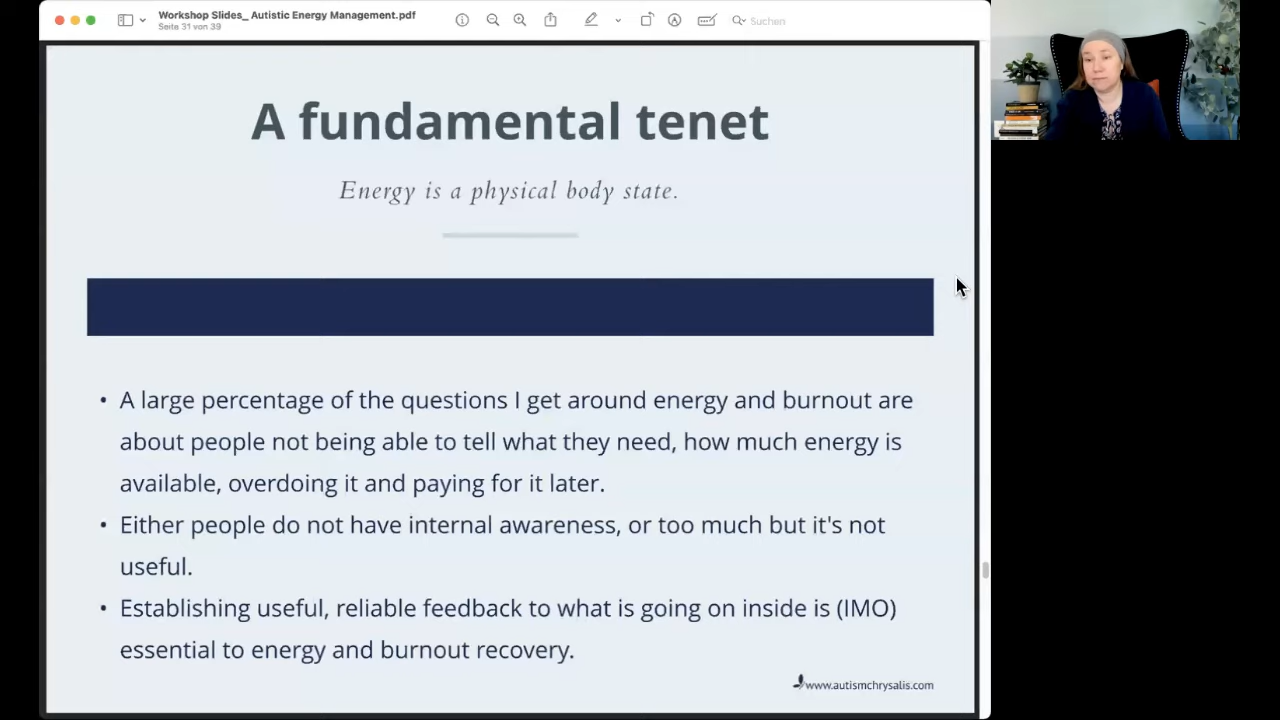 Workshop Slides_ Autistic Energy Management.pdf
Seite 31 von 39
Suchen
A fundamental tenet
Energy is a physical body state.
• A large percentage of the questions I get around energy and burnout are
about people not being able to tell what they need, how much energy is
available, overdoing it and paying for it later.
• Either people do not have internal awareness, or too much but it's not
useful.
• Establishing useful, reliable feedback to what is going on inside is (IMO)
essential to energy and burnout recovery.
www.autismchrysalis.com